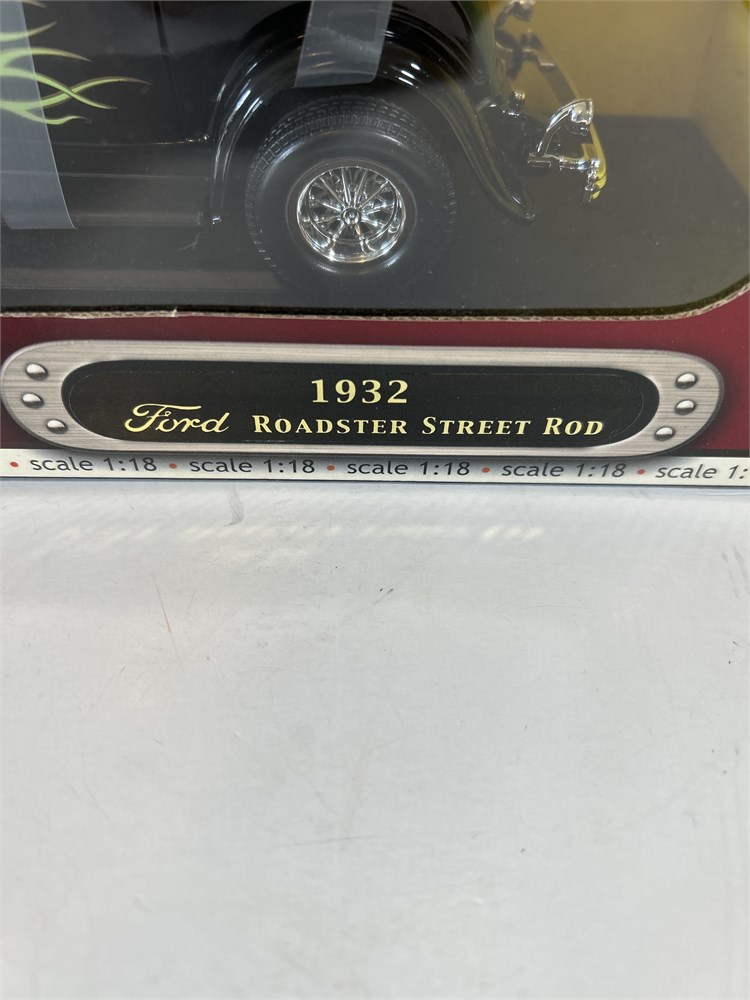 1932
Ford ROADSTER STREET ROD
• scale 1:18 • scale 1:18 • scale 1:18 • scale 1:18 • scale 1: